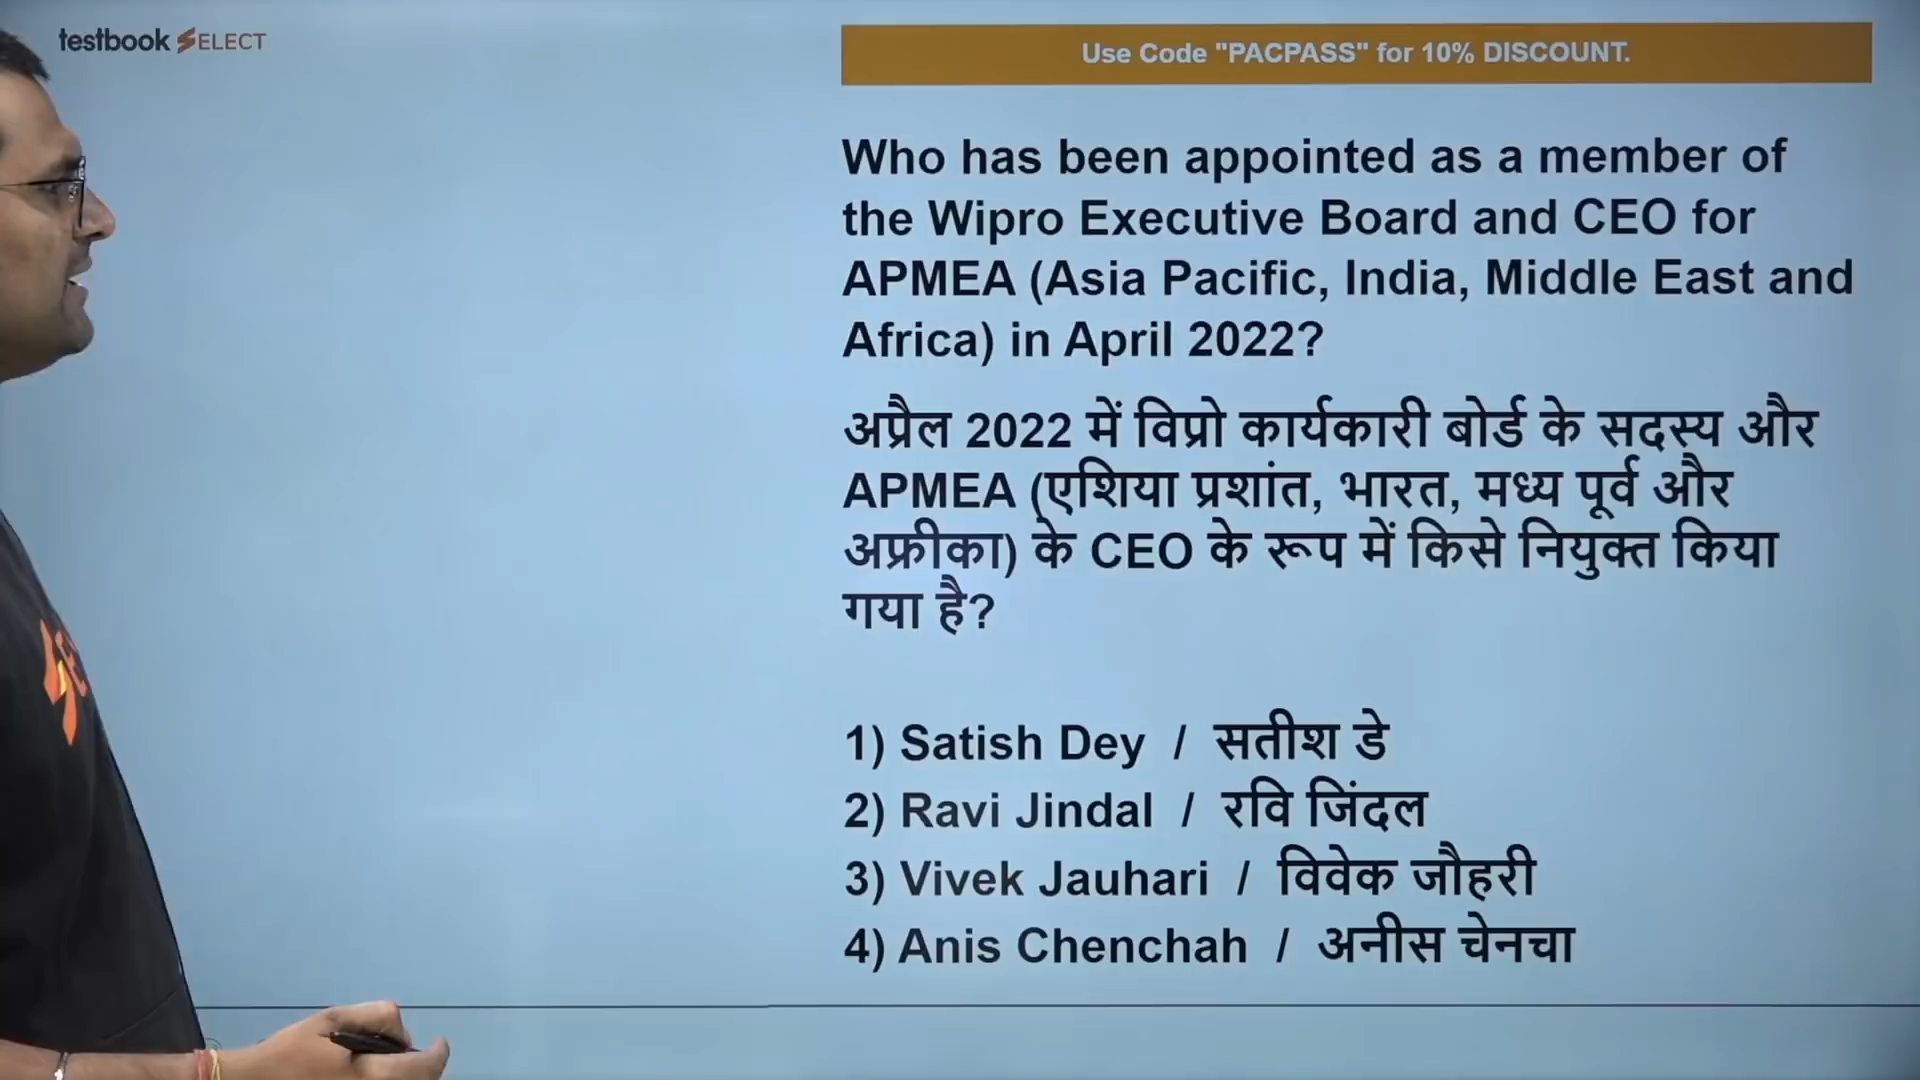 testbook SELECT
Use Code "PACPASS" for 10% DISCOUNT.
Who has been appointed as a member of
the Wipro Executive Board and CEO for
APMEA (Asia Pacific, India, Middle East and
Africa) in April 2022?
अप्रैल 2022 में विप्रो कार्यकारी बोर्ड के सदस्य और
APMEA (एशिया प्रशांत, भारत, मध्य पूर्व और
अफ्रीका) के CEO के रूप में किसे नियुक्त किया
गया है?
1) Satish Dey / सतीश डे
2) Ravi Jindal / रवि जिंदल
3) Vivek Jauhari / विवेक जौहरी
4) Anis Chenchah / अनीस चेनचा